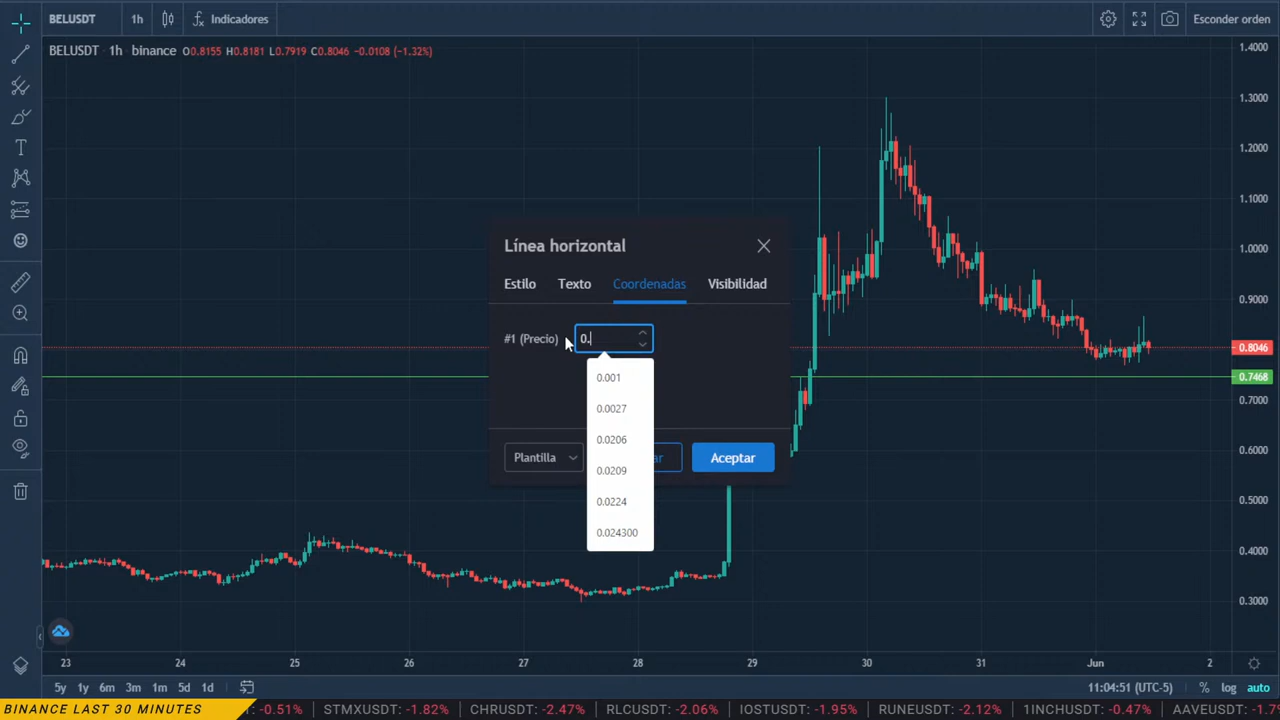 BELUSDT 1h Indicadores Esconder orden
BELUSDT 1h binance O0.8155 H0.8181 L0.7919 C0.8046 -0.0108 (-1.32%)
1.4000
1.3000
1.2000
1.1000
1.0000
0.9000
0.8046
0.7468
0.7000
0.6000
0.5000
0.4000
0.3000
Línea horizontal
Estilo Texto Coordenadas Visibilidad
#1 (Precio) 0.
0.001
0.0027
0.0206
0.0209
0.0224
0.024300
Plantilla Aceptar
23 24 25 26 27 28 29 30 31 Jun 2
5y 1y 6m 3m 1m 5d 1d 11:04:51 (UTC-5) % log auto
BINANCE LAST 30 MINUTES -0.51% STMXUSDT: -1.82% CHRUSDT: -2.47% RLCUSDT: -2.06% IOSTUSDT: -1.95% RUNEUSDT: -2.12% 1INCHUSDT: -0.47% AAVEUSDT: